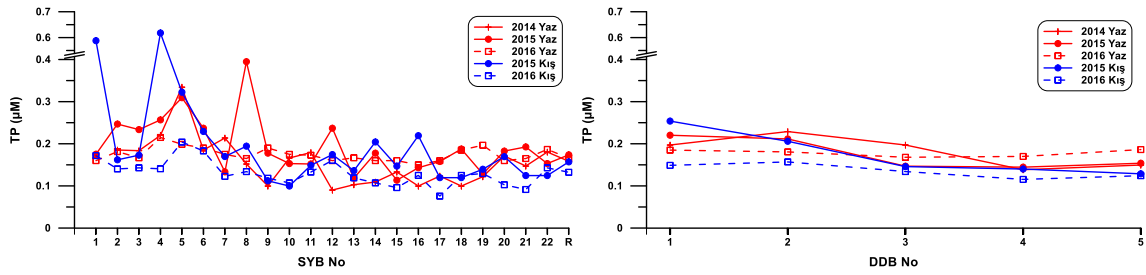 0.7
0.6
0.4
0.3
0.2
0.1
0
TP (µM)
2014 Yaz
2015 Yaz
2016 Yaz
2015 Kış
2016 Kış
1 2 3 4 5 6 7 8 9 10 11 12 13 14 15 16 17 18 19 20 21 22 R
SYB No
0.7
0.6
0.4
0.3
0.2
0.1
0
TP (µM)
2014 Yaz
2015 Yaz
2016 Yaz
2015 Kış
2016 Kış
1 2 3 4 5
DDB No